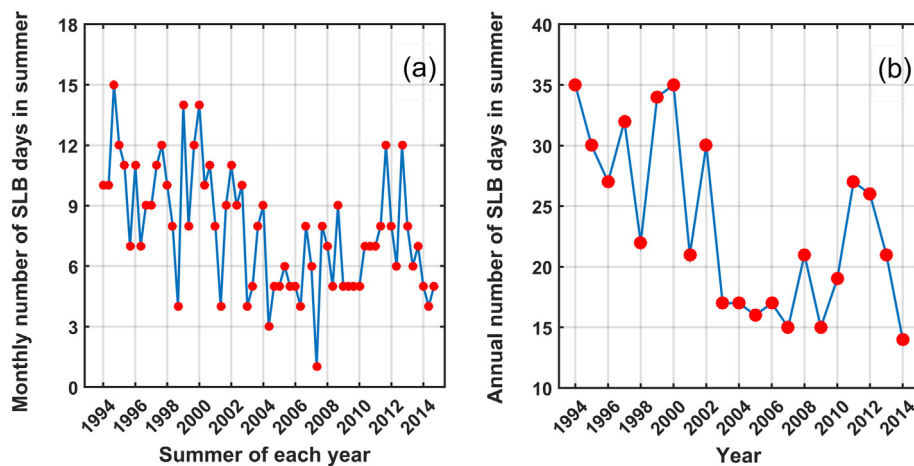 Monthly number of SLB days in summer
15
12
9
6
3
0
(a)
1994 1996 1998 2000 2002 2004 2006 2008 2010 2012 2014
Summer of each year
Annual number of SLB days in summer
40
35
30
25
20
15
10
(b)
1994 1996 1998 2000 2002 2004 2006 2008 2010 2012 2014
Year